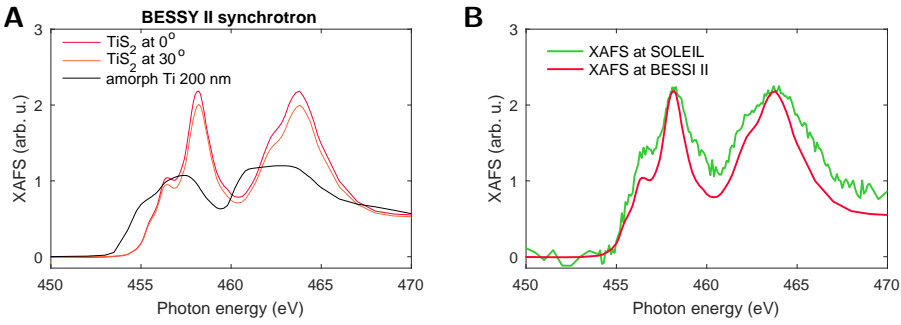 A
BESSY II synchrotron
3
TiS2 at 0o
TiS2 at 30o
amorph Ti 200 nm
2
1
0
XAFS (arb. u.)
450 455 460 465 470
Photon energy (eV)
B
3
XAFS at SOLEIL
XAFS at BESSI II
2
1
0
XAFS (arb. u.)
450 455 460 465 470
Photon energy (eV)